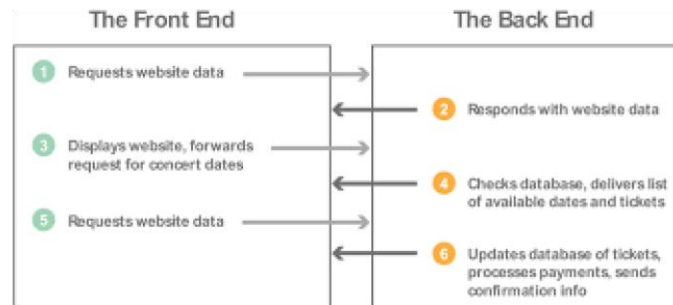 The Front End
The Back End
1 Requests website data
2 Responds with website data
3 Displays website, forwards
request for concert dates
4 Checks database, delivers list
of available dates and tickets
5 Requests website data
6 Updates database of tickets,
processes payments, sends
confirmation info